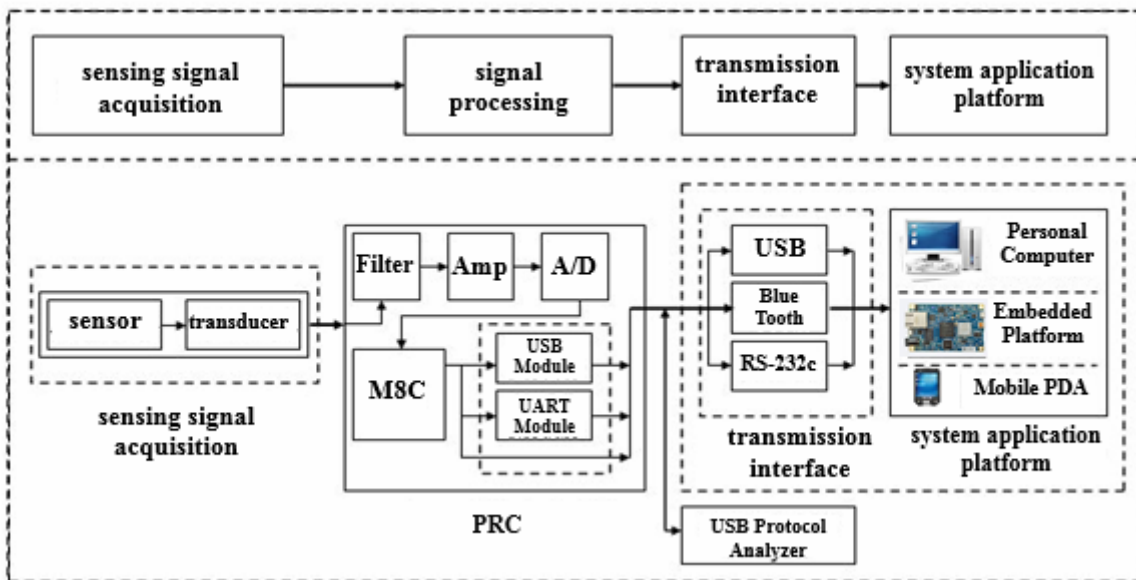 sensing signal
acquisition
signal
processing
transmission
interface
system application
platform
sensor
transducer
sensing signal
acquisition
Filter
Amp
A/D
M8C
USB
Module
UART
Module
PRC
USB
Blue
Tooth
RS-232c
transmission
interface
Personal
Computer
Embedded
Platform
Mobile PDA
system application
platform
USB Protocol
Analyzer